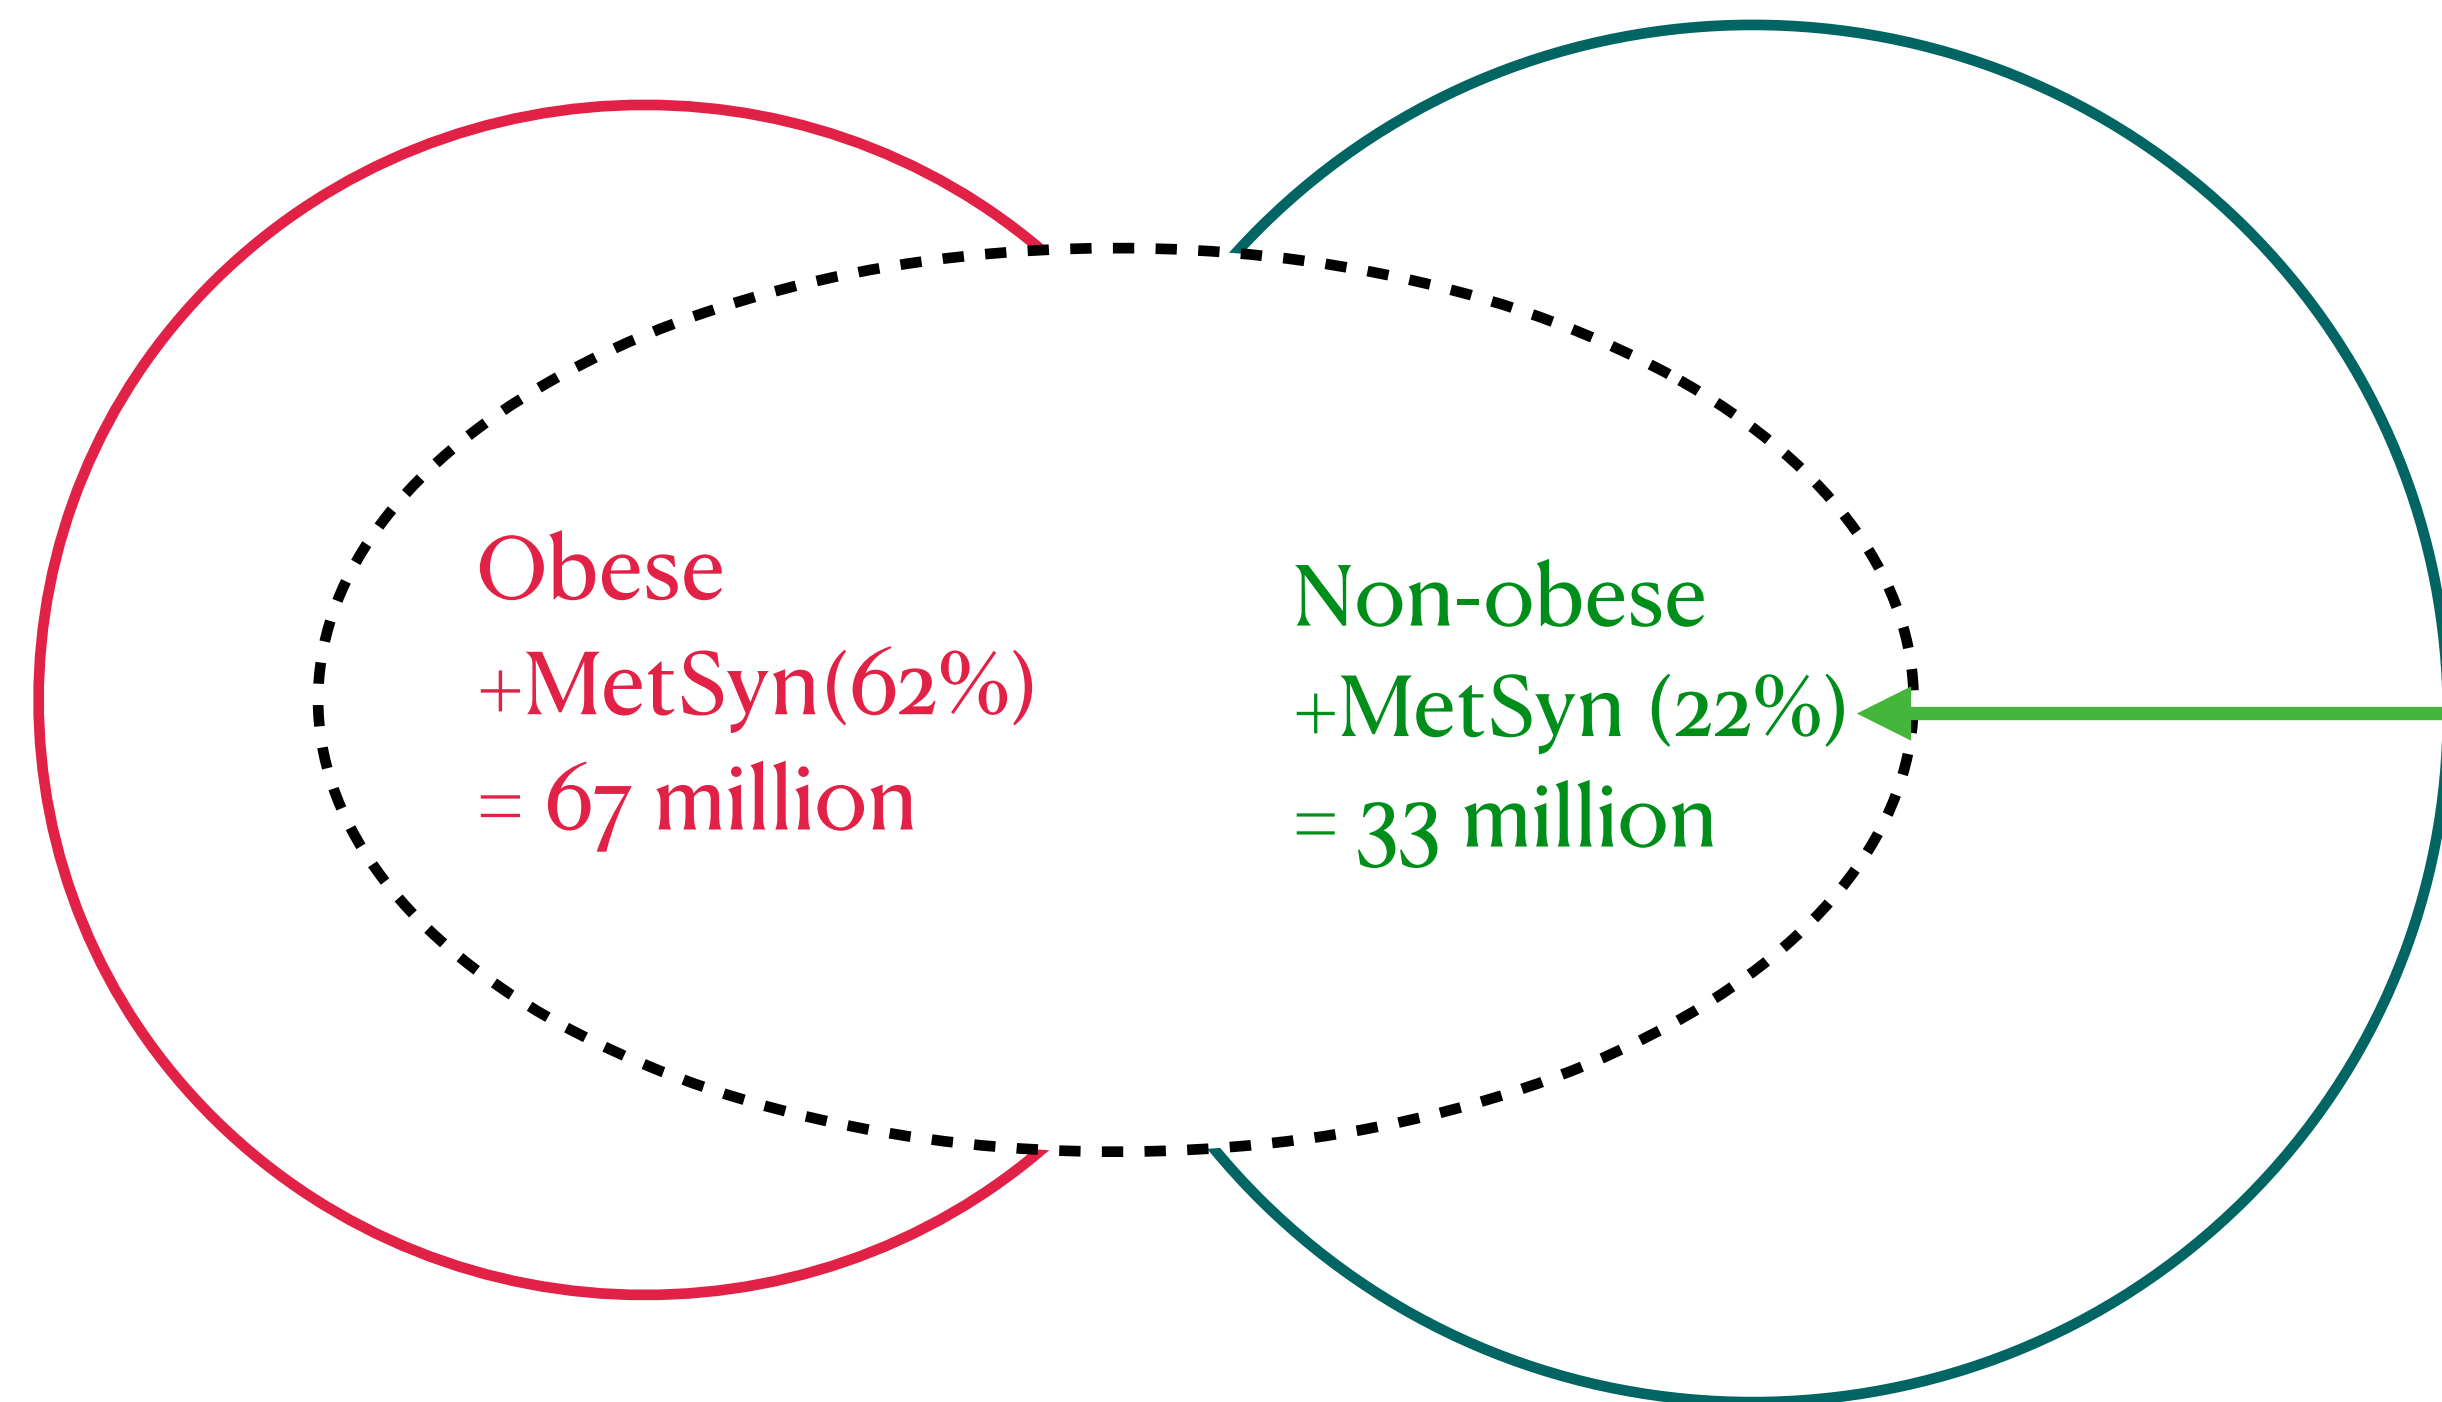 Obese
+MetSyn(62%)
= 67 million
Non-obese
+MetSyn (22%)
= 33 million